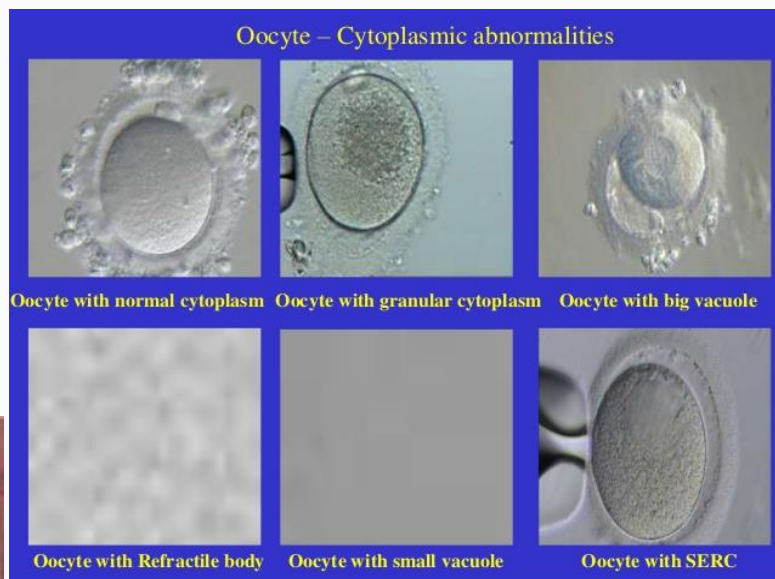 Oocyte – Cytoplasmic abnormalities
Oocyte with normal cytoplasm
Oocyte with granular cytoplasm
Oocyte with big vacuole
Oocyte with Refractile body
Oocyte with small vacuole
Oocyte with SERC